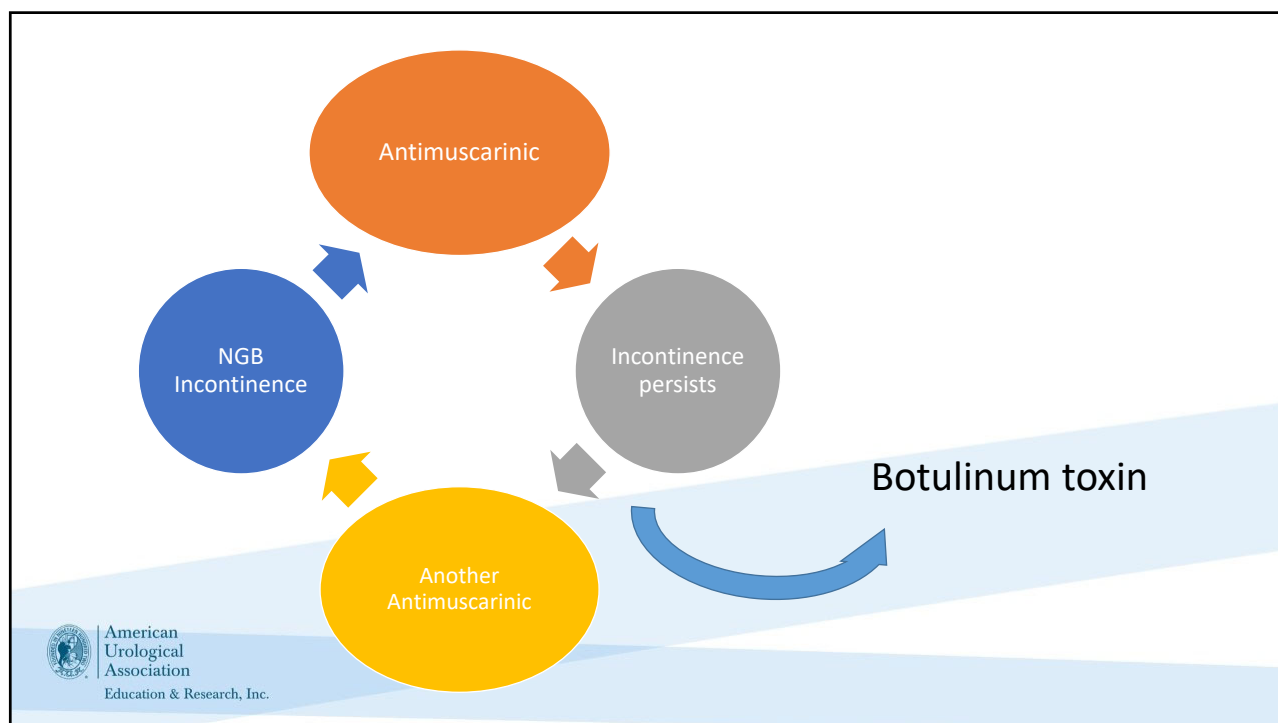 Antimuscarinic
NGB
Incontinence
Incontinence
persists
Botulinum toxin
Another
Antimuscarinic
American
Urological
Association
Education & Research, Inc.